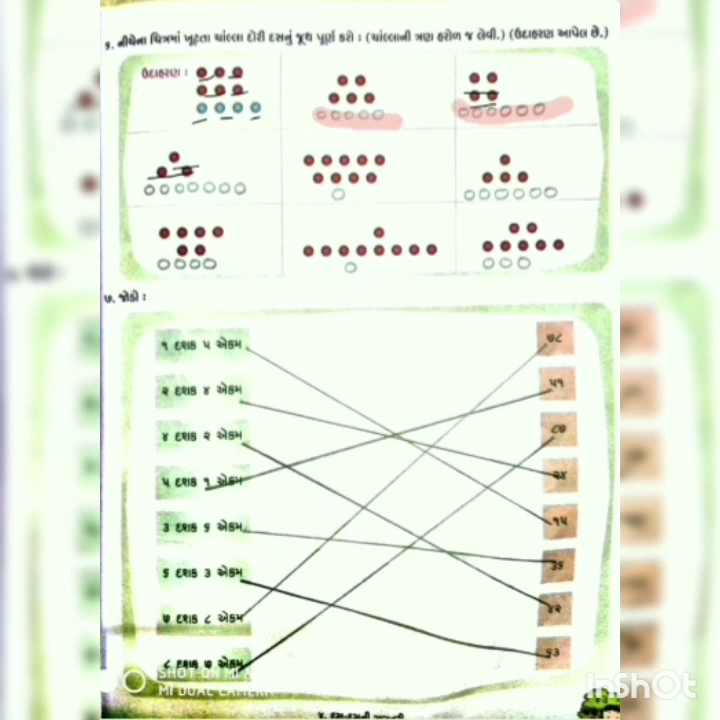 ૬. નીચેના ચિત્રમાં ખૂટતા ચાંલ્લા દોરી દસનું જૂથ પૂર્ણ કરો : (ચાંલ્લાની ત્રણ હરોળ જ લેવી.) (ઉદાહરણ આપેલ છે.)
ઉદાહરણ :
૭. જોડો :
૧ દશક ૫ એકમ ૭૮
૨ દશક ૪ એકમ ૫૧
૪ દશક ૨ એકમ ૮૭
૫ દશક ૧ એકમ ૨૪
૩ દશક ૬ એકમ ૧૫
૬ દશક ૩ એકમ ૩૬
૭ દશક ૮ એકમ ૪૨
૮ દશક ૭ એકમ ૬૩
SHOT ON MI A
MI DUAL CAMERA
InShOt